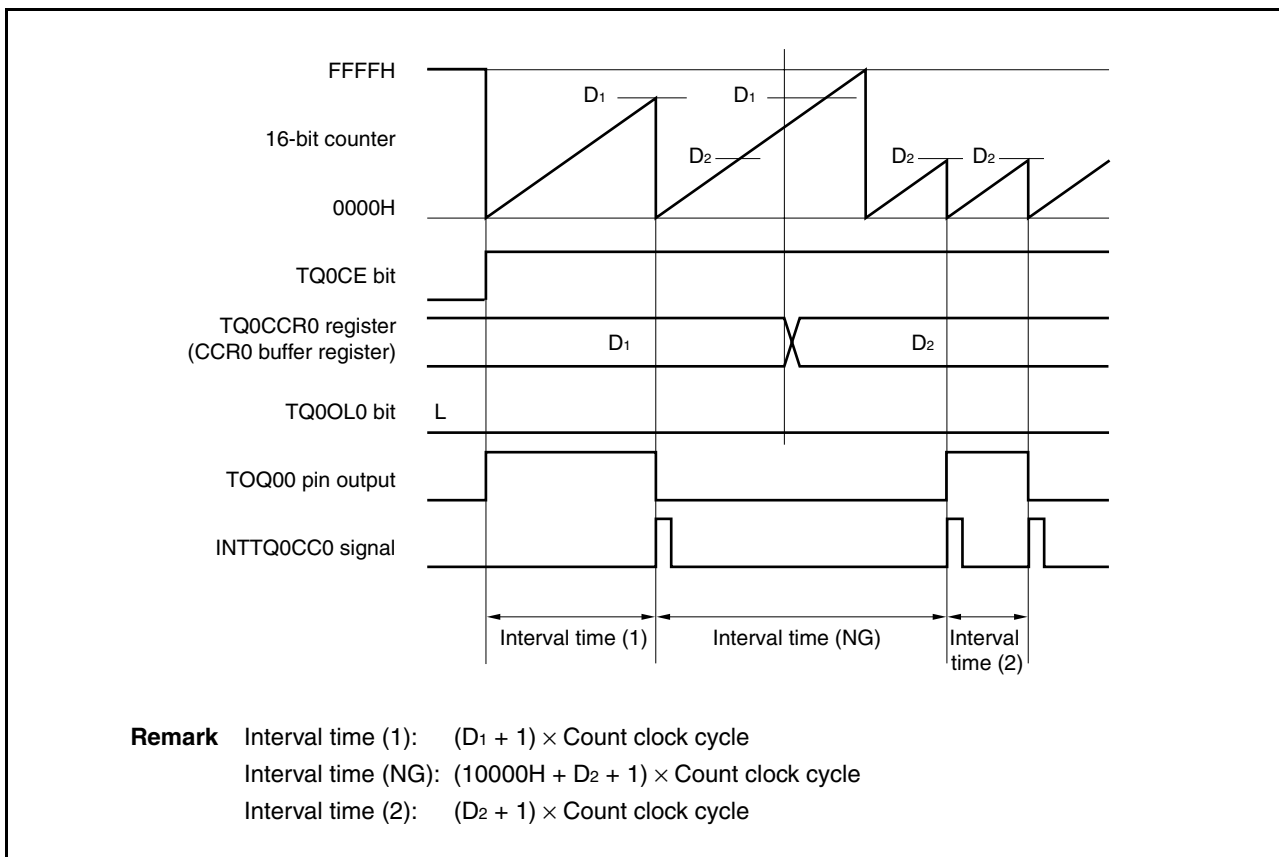 FFFFH
D1
D1
16-bit counter
D2
D2
D2
0000H
TQ0CE bit
TQ0CCR0 register
(CCR0 buffer register)
D1
D2
TQ0OL0 bit
L
TOQ00 pin output
INTTQ0CC0 signal
Interval time (1)
Interval time (NG)
Interval
time (2)
Remark Interval time (1): (D1 + 1) × Count clock cycle
Interval time (NG): (10000H + D2 + 1) × Count clock cycle
Interval time (2): (D2 + 1) × Count clock cycle